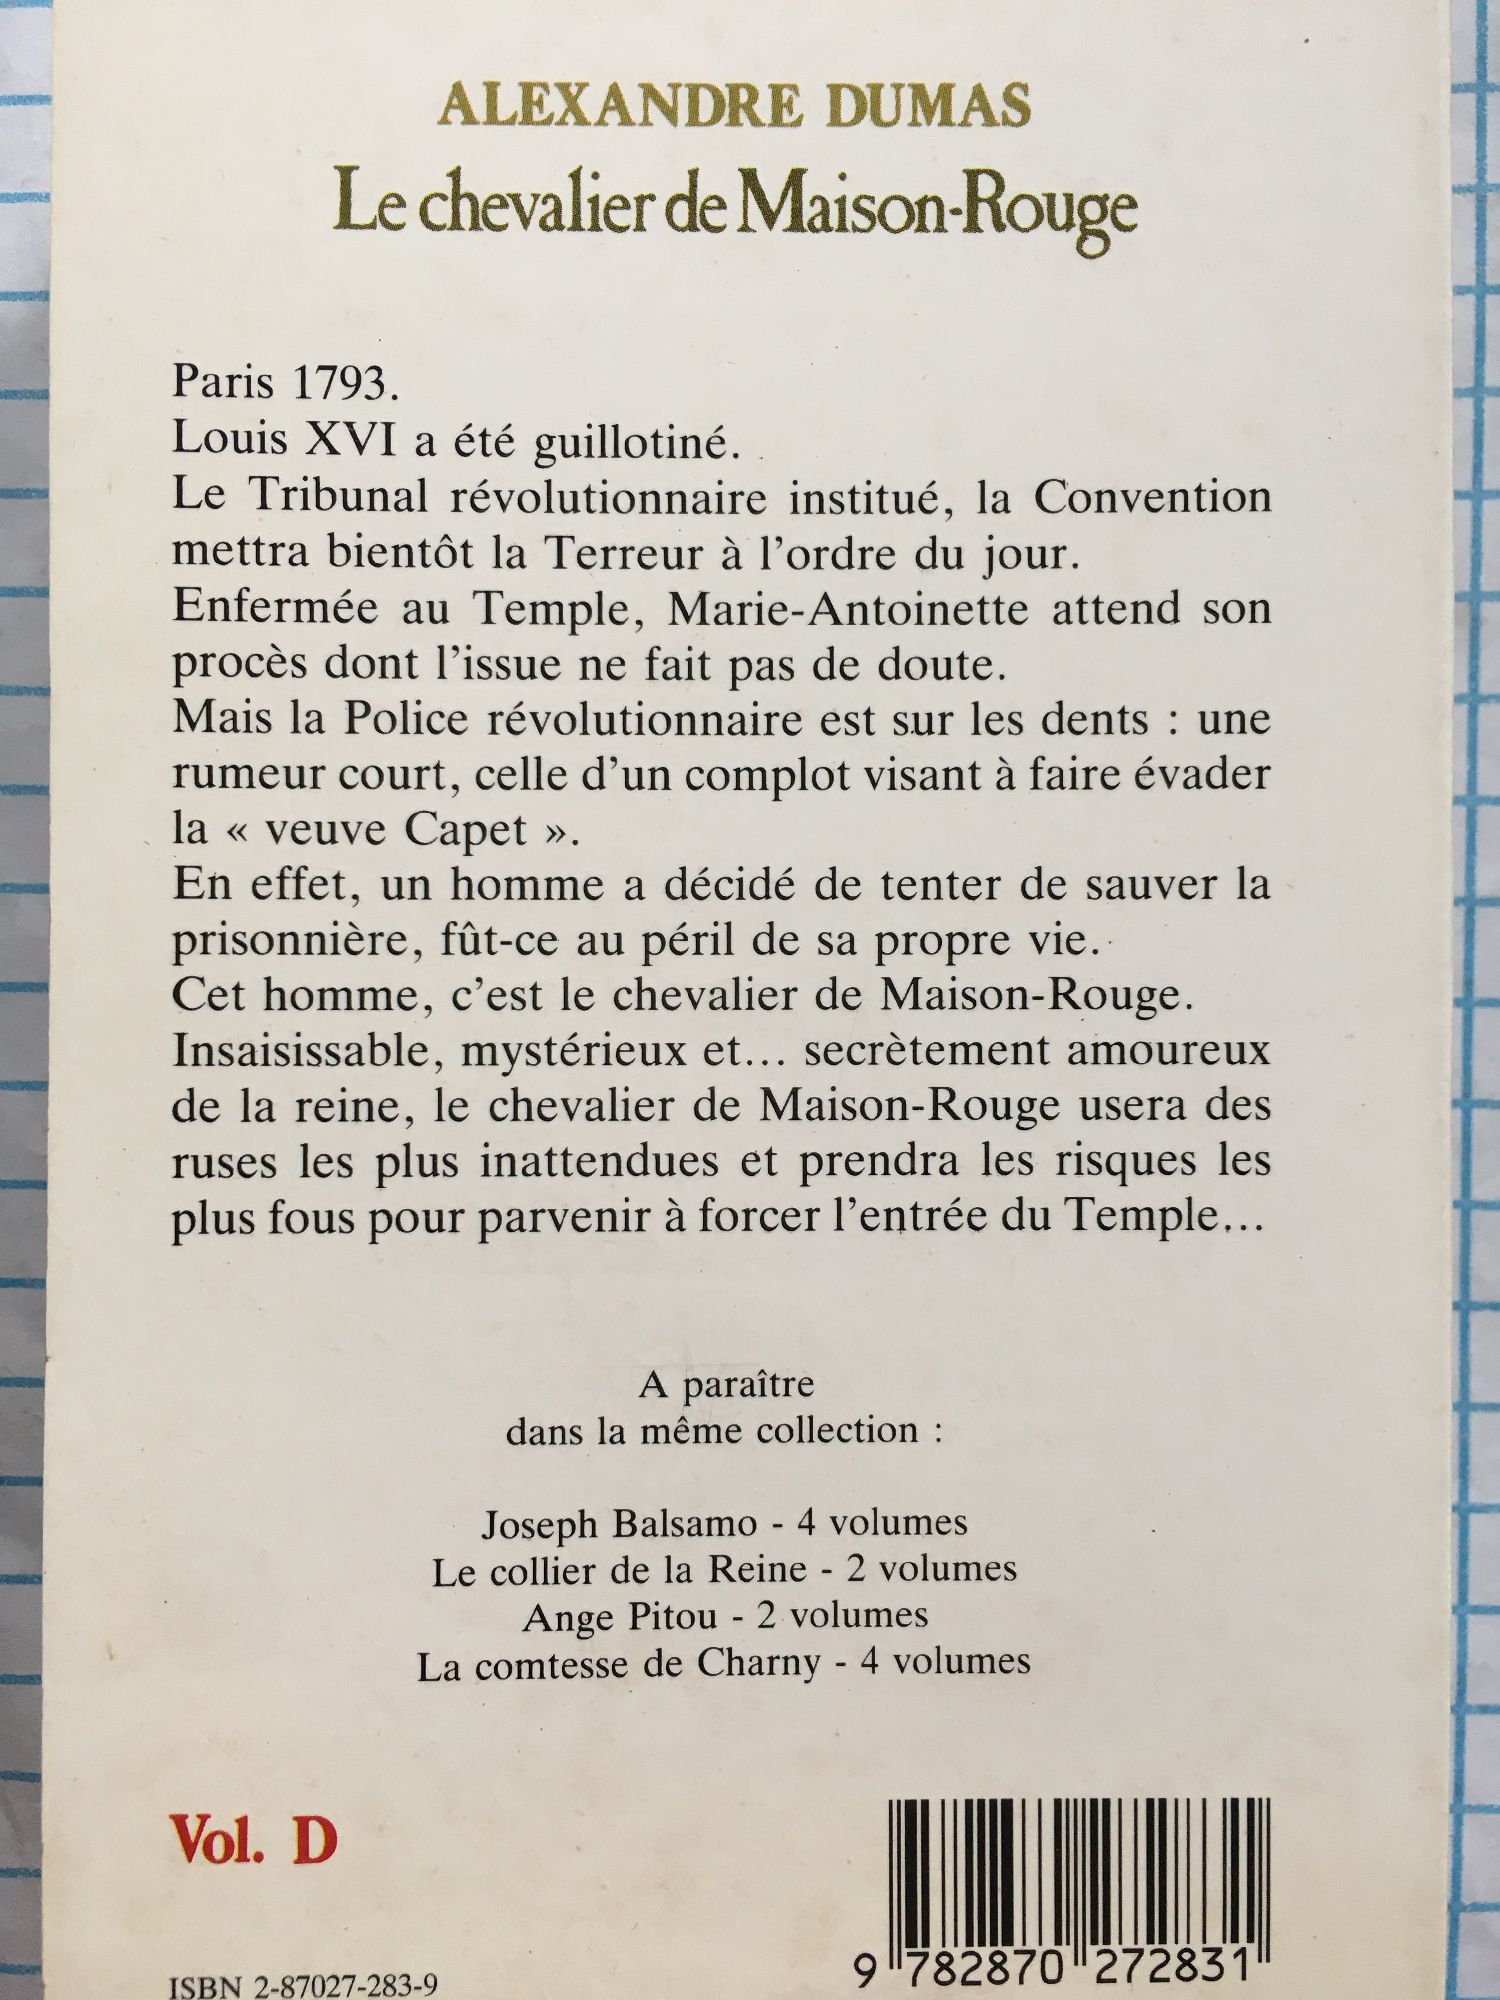 ALEXANDRE DUMAS
Le chevalier de Maison-Rouge
Paris 1793.
Louis XVI a été guillotiné.
Le Tribunal révolutionnaire institué, la Convention
mettra bientôt la Terreur à l'ordre du jour.
Enfermée au Temple, Marie-Antoinette attend son
procès dont l'issue ne fait pas de doute.
Mais la Police révolutionnaire est sur les dents : une
rumeur court, celle d'un complot visant à faire évader
la « veuve Capet ».
En effet, un homme a décidé de tenter de sauver la
prisonnière, fût-ce au péril de sa propre vie.
Cet homme, c'est le chevalier de Maison-Rouge.
Insaisissable, mystérieux et... secrètement amoureux
de la reine, le chevalier de Maison-Rouge usera des
ruses les plus inattendues et prendra les risques les
plus fous pour parvenir à forcer l'entrée du Temple...
A paraître
dans la même collection :
Joseph Balsamo - 4 volumes
Le collier de la Reine - 2 volumes
Ange Pitou - 2 volumes
La comtesse de Charny - 4 volumes
Vol. D
ISBN 2-87027-283-9
9 782870 272831